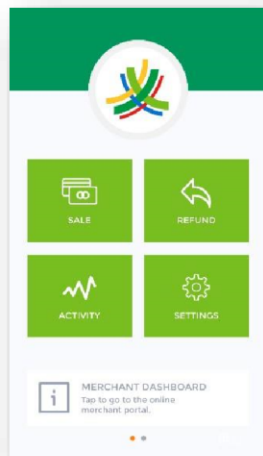 SALE
REFUND
ACTIVITY
SETTINGS
i
MERCHANT DASHBOARD
Tap to go to the online
merchant portal.